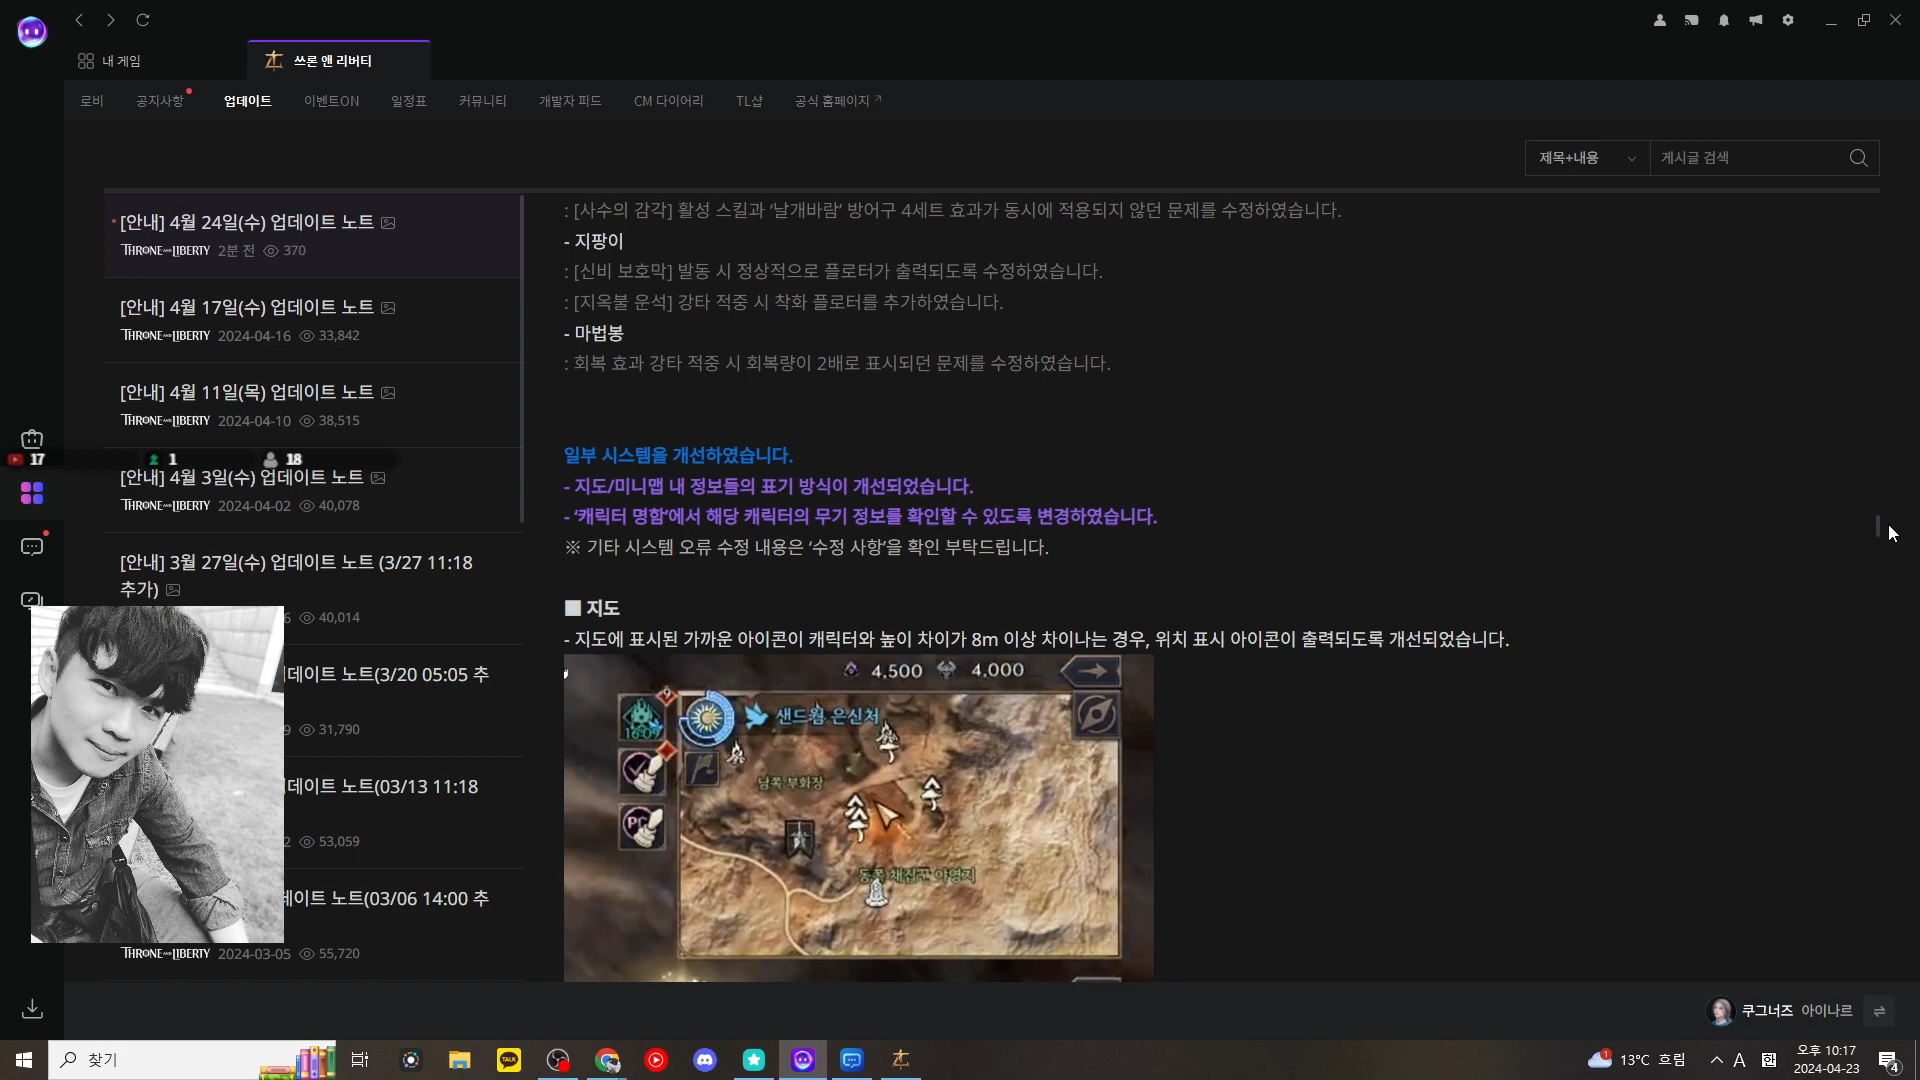 내 게임
쓰론 앤 리버티
로비
공지사항
업데이트
이벤트ON
일정표
커뮤니티
개발자 피드
CM 다이어리
TL샵
공식 홈페이지
제목+내용
게시글 검색
[안내] 4월 24일(수) 업데이트 노트
THRONE AND LIBERTY 2분 전 370
[안내] 4월 17일(수) 업데이트 노트
THRONE AND LIBERTY 2024-04-16 33,842
[안내] 4월 11일(목) 업데이트 노트
THRONE AND LIBERTY 2024-04-10 38,515
17 1 18
[안내] 4월 3일(수) 업데이트 노트
THRONE AND LIBERTY 2024-04-02 40,078
[안내] 3월 27일(수) 업데이트 노트 (3/27 11:18
추가)
6 40,014
데이트 노트(3/20 05:05 추
9 31,790
데이트 노트(03/13 11:18
2 53,059
데이트 노트(03/06 14:00 추
THRONE AND LIBERTY 2024-03-05 55,720
: [사수의 감각] 활성 스킬과 ‘날개바람’ 방어구 4세트 효과가 동시에 적용되지 않던 문제를 수정하였습니다.
- 지팡이
: [신비 보호막] 발동 시 정상적으로 플로터가 출력되도록 수정하였습니다.
: [지옥불 운석] 강타 적중 시 착화 플로터를 추가하였습니다.
- 마법봉
: 회복 효과 강타 적중 시 회복량이 2배로 표시되던 문제를 수정하였습니다.
일부 시스템을 개선하였습니다.
- 지도/미니맵 내 정보들의 표기 방식이 개선되었습니다.
- ‘캐릭터 명함’에서 해당 캐릭터의 무기 정보를 확인할 수 있도록 변경하였습니다.
※ 기타 시스템 오류 수정 내용은 ‘수정 사항’을 확인 부탁드립니다.
■ 지도
- 지도에 표시된 가까운 아이콘이 캐릭터와 높이 차이가 8m 이상 차이나는 경우, 위치 표시 아이콘이 출력되도록 개선되었습니다.
4,500 4,000
9
16:09
샌드웜 은신처
남쪽 부화장
PC
동쪽 채집꾼 야영지
쿠그너즈 아이나르
찾기
TALK
1
13°C 흐림
A
한
오후 10:17
2024-04-23
4